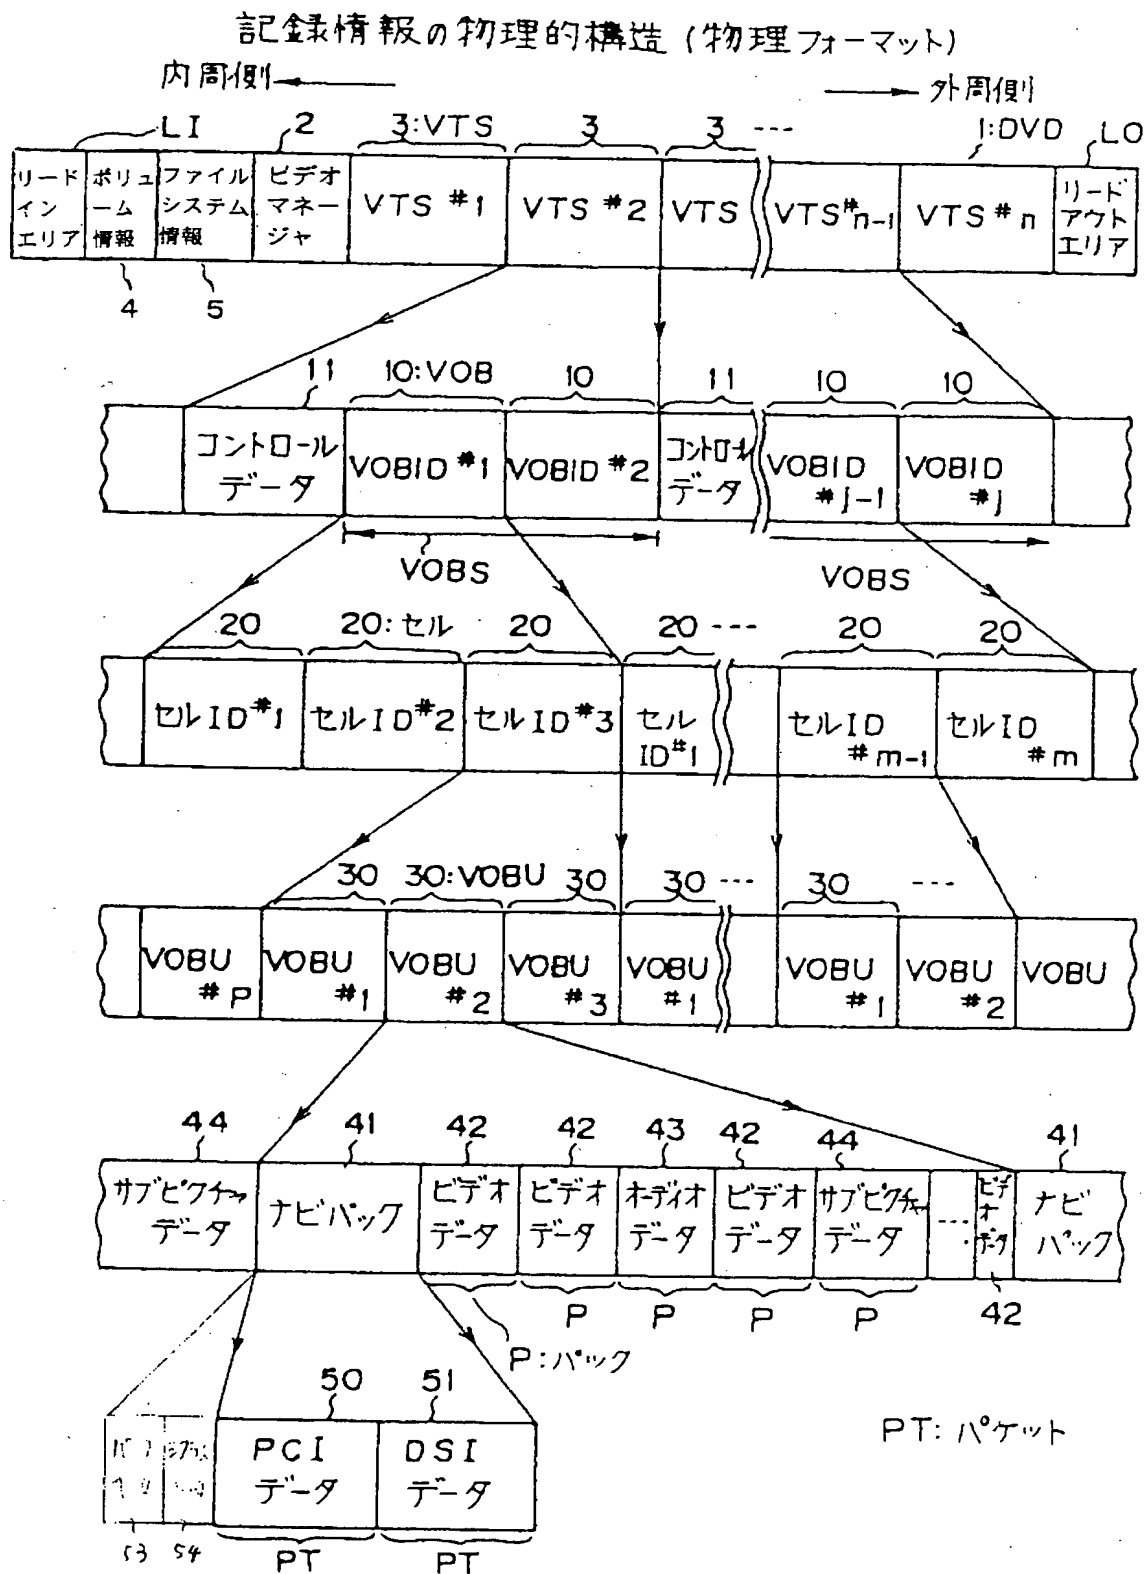 記録情報の物理的構造(物理フォーマット)
内周側
外周側
LI
2
3:VTS
3
3
---
1:DVD
LO
リード
イン
エリア
ボリュ
ーム
情報
ファイル
システム
情報
ビデオ
マネー
ジャ
VTS #1
VTS #2
VTS
VTS#n-1
VTS #n
リード
アウト
エリア
4
5
11
10:VOB
10
11
10
10
コントロール
データ
VOBID #1
VOBID #2
コントロール
データ
VOBID
#j-1
VOBID
#j
VOBS
VOBS
20
20:セル
20
20
---
20
20
セルID#1
セルID#2
セルID#3
セル
ID#1
セルID
#m-1
セルID
#m
30
30:VOBU
30
30
---
30
---
VOBU
#P
VOBU
#1
VOBU
#2
VOBU
#3
VOBU
#1
VOBU
#1
VOBU
#2
VOBU
44
41
42
42
43
42
44
41
サブピクチャ
データ
ナビパック
ビデオ
データ
ビデオ
データ
オーディオ
データ
ビデオ
データ
サブピクチャ
データ
...
ビデ
オ
データ
ナビ
パック
P
P
P
P
42
P:パック
50
51
PCI
データ
DSI
データ
PT:パケット
53
54
PT
PT